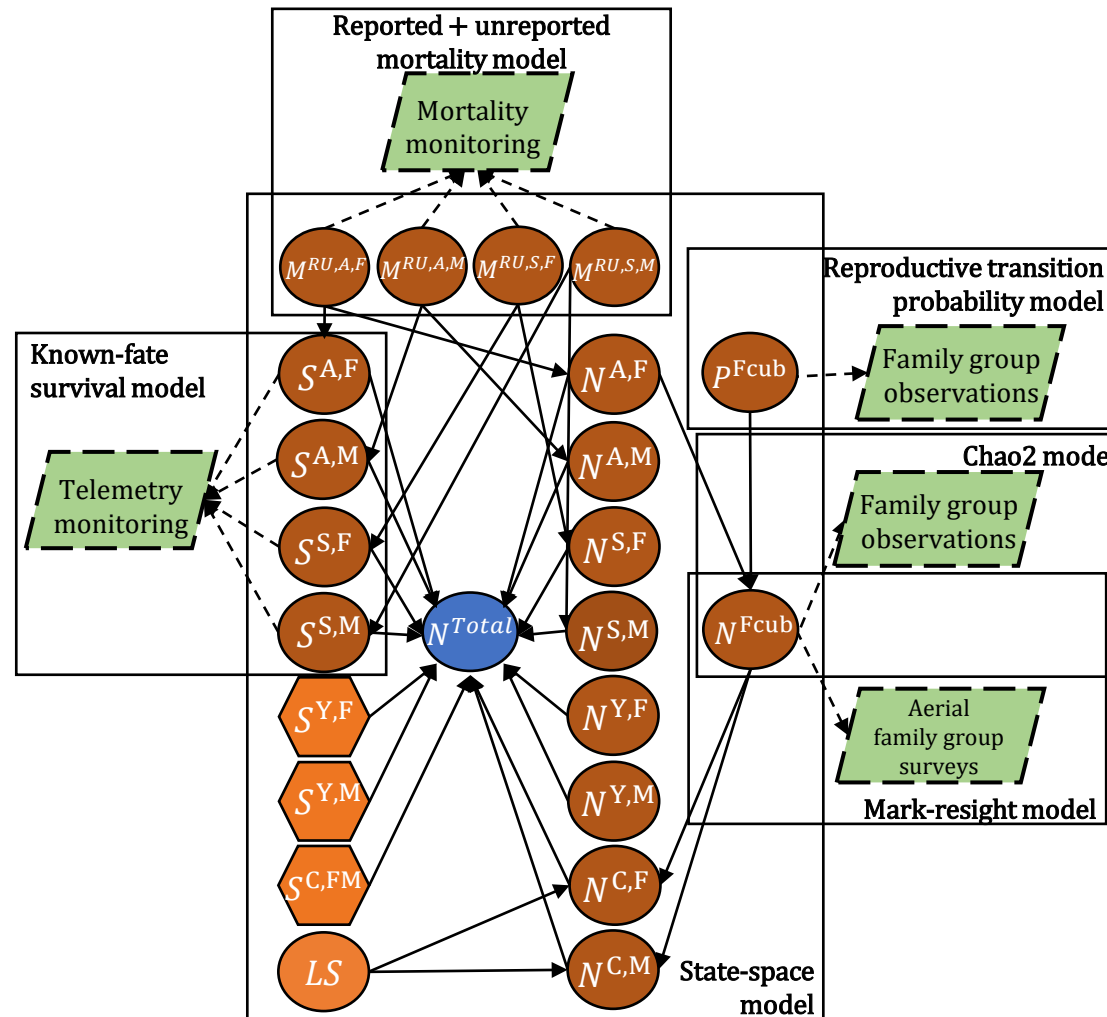 Reported + unreported
mortality model
Mortality
monitoring
M^{RU,A,F}
M^{RU,A,M}
M^{RU,S,F}
M^{RU,S,M}
Reproductive transition
probability model
Family group
observations
P^{Fcub}
Known-fate
survival model
Telemetry
monitoring
S^{A,F}
S^{A,M}
S^{S,F}
S^{S,M}
S^{Y,F}
S^{Y,M}
S^{C,FM}
LS
N^{Total}
N^{A,F}
N^{A,M}
N^{S,F}
N^{S,M}
N^{Y,F}
N^{Y,M}
N^{C,F}
N^{C,M}
Chao2 mode
Family group
observations
N^{Fcub}
Aerial
family group
surveys
Mark-resight model
State-space
model